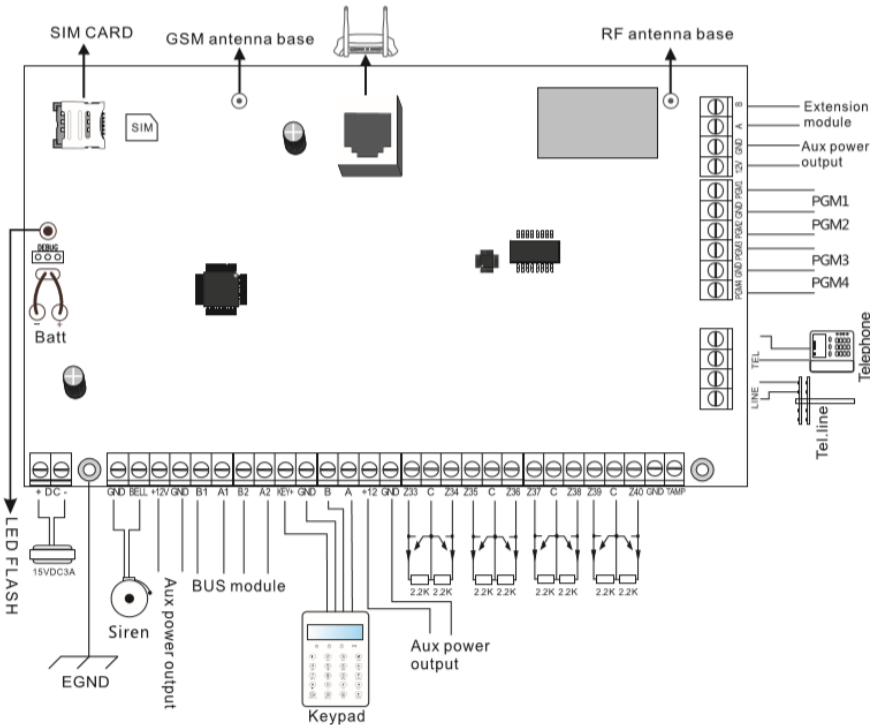 SIM CARD
GSM antenna base
RF antenna base
SIM
B
A
GND
12V
Extension
module
Aux power
output
PGM1
GND
PGM2
PGM3
GND
PGM4
PGM1
PGM2
PGM3
PGM4
DEBUG
- +
Batt
TEL
LINE
Telephone
Tel.line
LED FLASH
+ DC -
GND BELL +12V GND B1 A1 B2 A2 KEY+ GND B A +12 GND Z33 C Z34 Z35 C Z36 Z37 C Z38 Z39 C Z40 GND TAMP
15VDC3A
Siren
EGND
Aux power output
BUS module
Keypad
Aux power
output
2.2K 2.2K 2.2K 2.2K 2.2K 2.2K 2.2K 2.2K